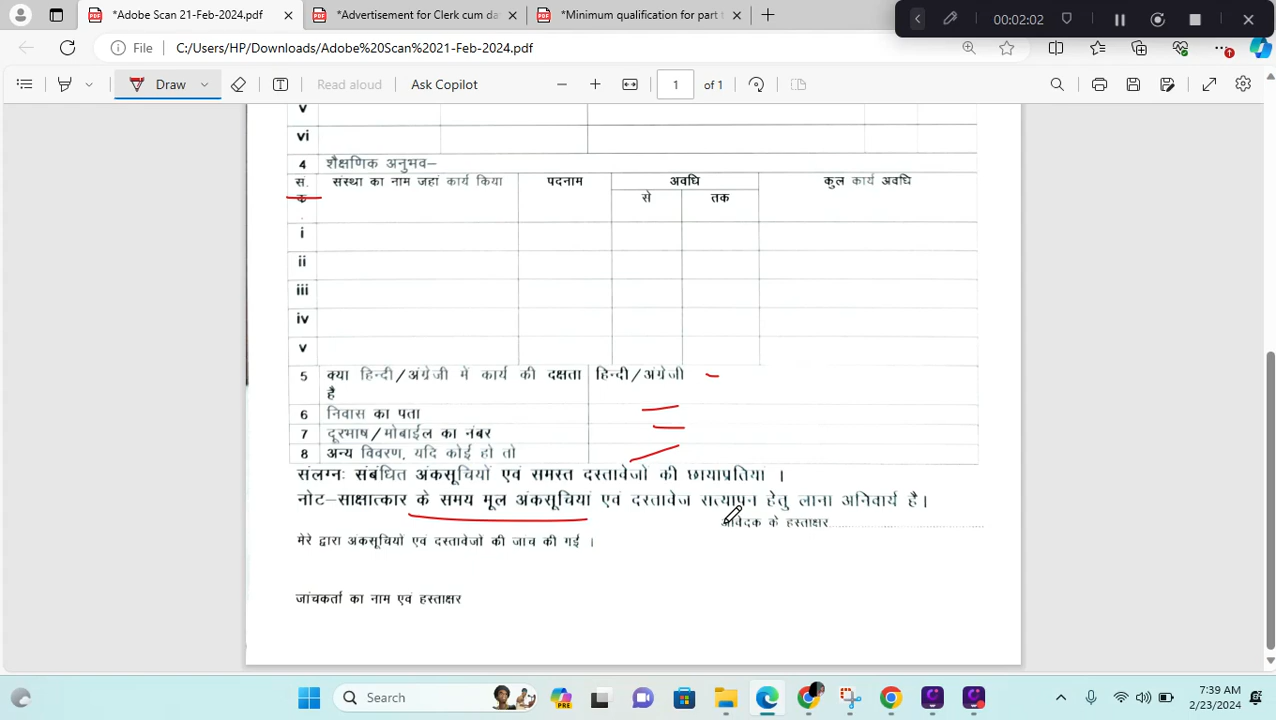 *Adobe Scan 21-Feb-2024.pdf
*Advertisement for Clerk cum da
*Minimum qualification for part t
00:02:02
File C:/Users/HP/Downloads/Adobe%20Scan%2021-Feb-2024.pdf
Draw Read aloud Ask Copilot 1 of 1
v
vi
4 शैक्षणिक अनुभव–
सं. क्र. संस्था का नाम जहां कार्य किया पदनाम अवधि कुल कार्य अवधि
से तक
i
ii
iii
iv
v
5 क्या हिन्दी/अंग्रेजी में कार्य की दक्षता हिन्दी/अंग्रेजी
है
6 निवास का पता
7 दूरभाष/मोबाईल का नंबर
8 अन्य विवरण, यदि कोई हो तो
संलग्नः संबंधित अंकसूचियों एवं समस्त दस्तावेजो की छायाप्रतियां ।
नोट–साक्षात्कार के समय मूल अंकसूचियां एवं दस्तावेज सत्यापन हेतु लाना अनिवार्य है।
आवेदक के हस्ताक्षर
मेरे द्वारा अकसूचियों एवं दस्तावेजों की जांच की गई ।
जांचकर्ता का नाम एवं हस्ताक्षर
Search
PRE
7:39 AM
2/23/2024